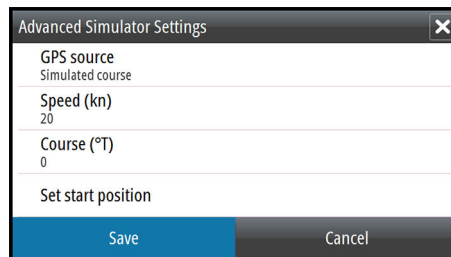 Advanced Simulator Settings
GPS source
Simulated course
Speed (kn)
20
Course (°T)
0
Set start position
Save
Cancel